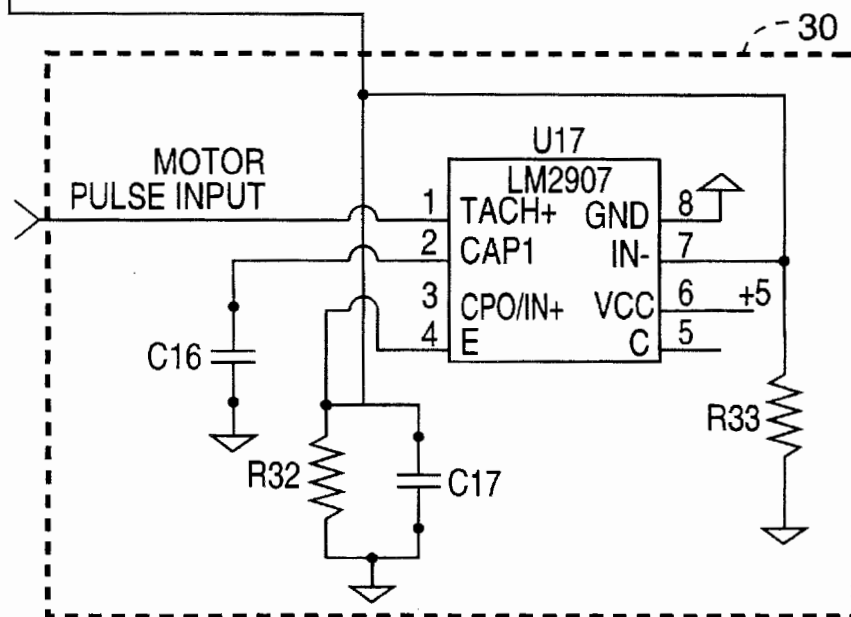 30
U17
MOTOR
PULSE INPUT
LM2907
1 TACH+ GND 8
2 CAP1 IN- 7
3 CPO/IN+ VCC 6 +5
4 E C 5
C16
R33
R32
C17